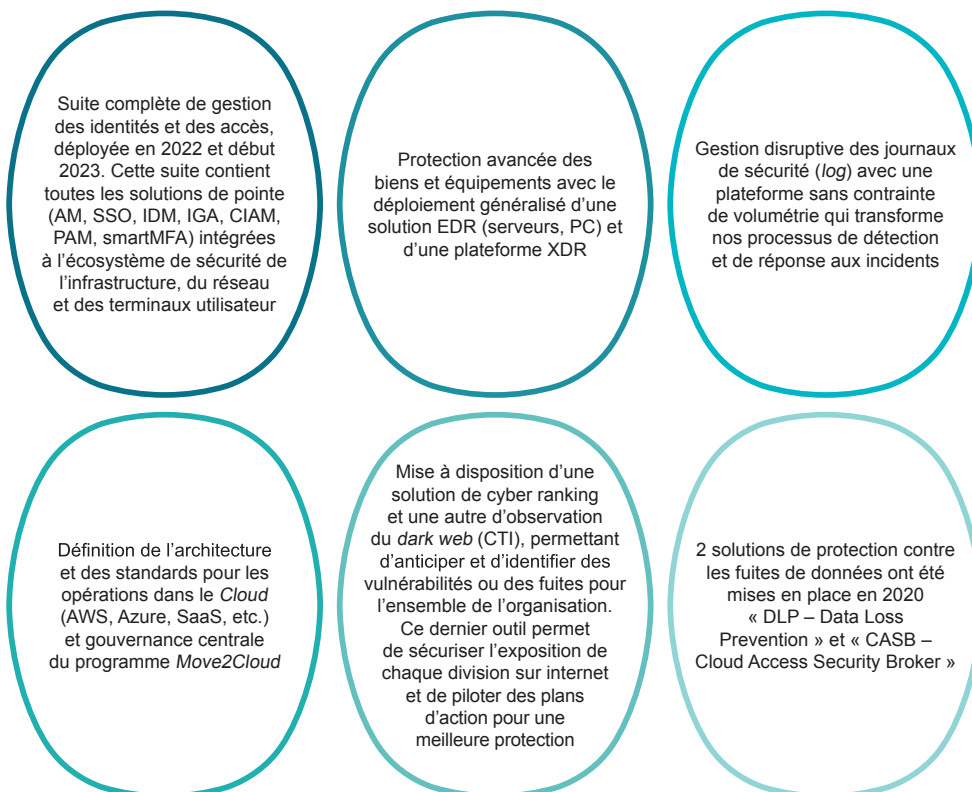 Suite complète de gestion
des identités et des accès,
déployée en 2022 et début
2023. Cette suite contient
toutes les solutions de pointe
(AM, SSO, IDM, IGA, CIAM,
PAM, smartMFA) intégrées
à l’écosystème de sécurité de
l’infrastructure, du réseau
et des terminaux utilisateur
Protection avancée des
biens et équipements avec le
déploiement généralisé d’une
solution EDR (serveurs, PC) et
d’une plateforme XDR
Gestion disruptive des journaux
de sécurité (log) avec une
plateforme sans contrainte
de volumétrie qui transforme
nos processus de détection
et de réponse aux incidents
Définition de l’architecture
et des standards pour les
opérations dans le Cloud
(AWS, Azure, SaaS, etc.)
et gouvernance centrale
du programme Move2Cloud
Mise à disposition d’une
solution de cyber ranking
et une autre d’observation
du dark web (CTI), permettant
d’anticiper et d’identifier des
vulnérabilités ou des fuites pour
l’ensemble de l’organisation.
Ce dernier outil permet
de sécuriser l’exposition de
chaque division sur internet
et de piloter des plans
d’action pour une
meilleure protection
2 solutions de protection contre
les fuites de données ont été
mises en place en 2020
« DLP – Data Loss
Prevention » et « CASB –
Cloud Access Security Broker »